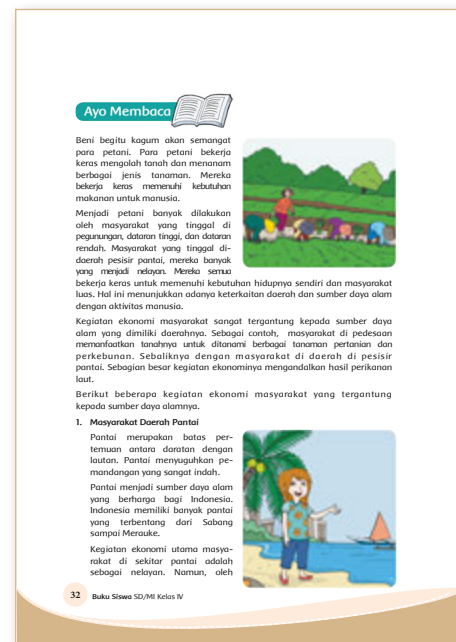 Ayo Membaca
Beni begitu kagum akan semangat
para petani. Para petani bekerja
keras mengolah tanah dan menanam
berbagai jenis tanaman. Mereka
bekerja keras memenuhi kebutuhan
makanan untuk manusia.
Menjadi petani banyak dilakukan
oleh masyarakat yang tinggal di
pegunungan, dataran tinggi, dan dataran
rendah. Masyarakat yang tinggal di-
daerah pesisir pantai, mereka banyak
yang menjadi nelayan. Mereka semua
bekerja keras untuk memenuhi kebutuhan hidupnya sendiri dan masyarakat
luas. Hal ini menunjukkan adanya keterkaitan daerah dan sumber daya alam
dengan aktivitas manusia.
Kegiatan ekonomi masyarakat sangat tergantung kepada sumber daya
alam yang dimiliki daerahnya. Sebagai contoh, masyarakat di pedesaan
memanfaatkan tanahnya untuk ditanami berbagai tanaman pertanian dan
perkebunan. Sebaliknya dengan masyarakat di daerah di pesisir
pantai. Sebagian besar kegiatan ekonominya mengandalkan hasil perikanan
laut.
Berikut beberapa kegiatan ekonomi masyarakat yang tergantung
kepada sumber daya alamnya.
1. Masyarakat Daerah Pantai
Pantai merupakan batas per-
temuan antara daratan dengan
lautan. Pantai menyuguhkan pe-
mandangan yang sangat indah.
Pantai menjadi sumber daya alam
yang berharga bagi Indonesia.
Indonesia memiliki banyak pantai
yang terbentang dari Sabang
sampai Merauke.
Kegiatan ekonomi utama masya-
rakat di sekitar pantai adalah
sebagai nelayan. Namun, oleh
32 Buku Siswa SD/MI Kelas IV